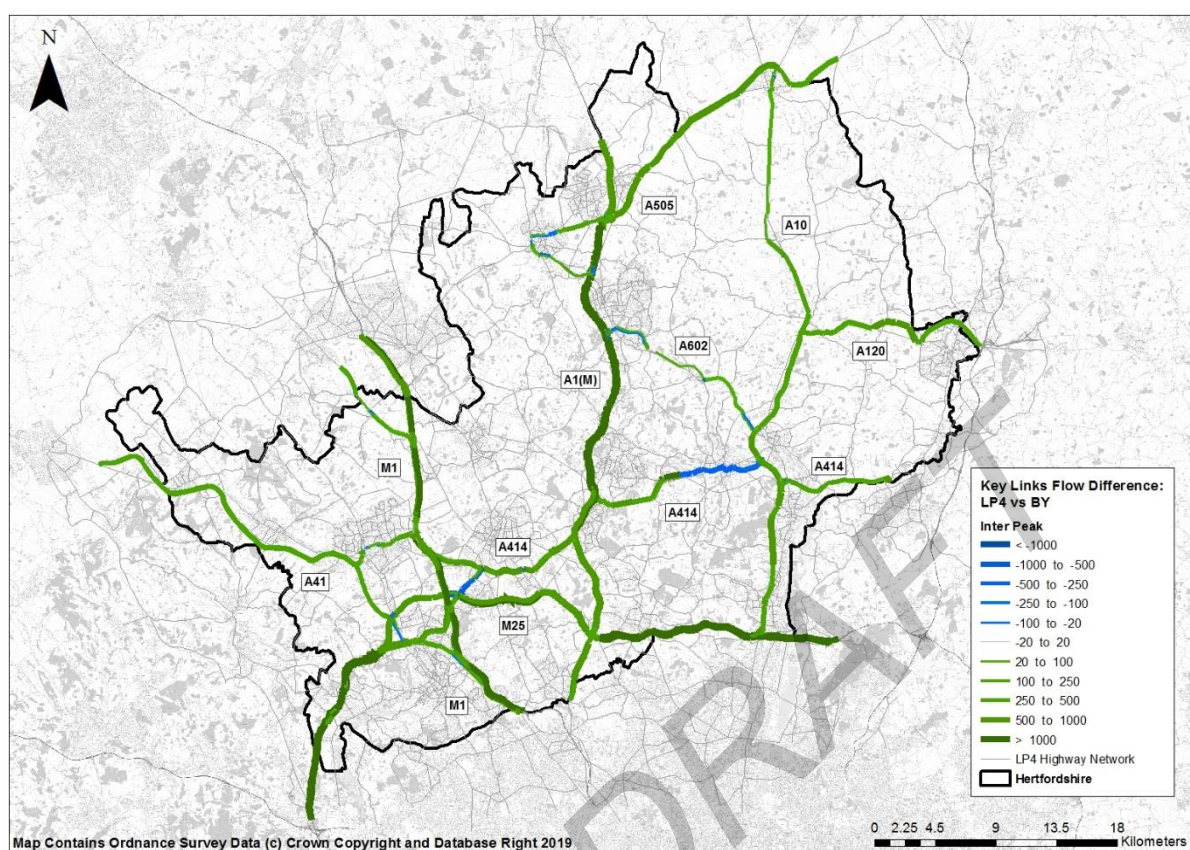 N
A505
A10
A602
A120
A1(M)
M1
A414
A414
A414
A41
M25
M1
DRAFT
Key Links Flow Difference:
LP4 vs BY
Inter Peak
< -1000
-1000 to -500
-500 to -250
-250 to -100
-100 to -20
-20 to 20
20 to 100
100 to 250
250 to 500
500 to 1000
> 1000
LP4 Highway Network
Hertfordshire
Map Contains Ordnance Survey Data (c) Crown Copyright and Database Right 2019
0 2.25 4.5 9 13.5 18
Kilometers